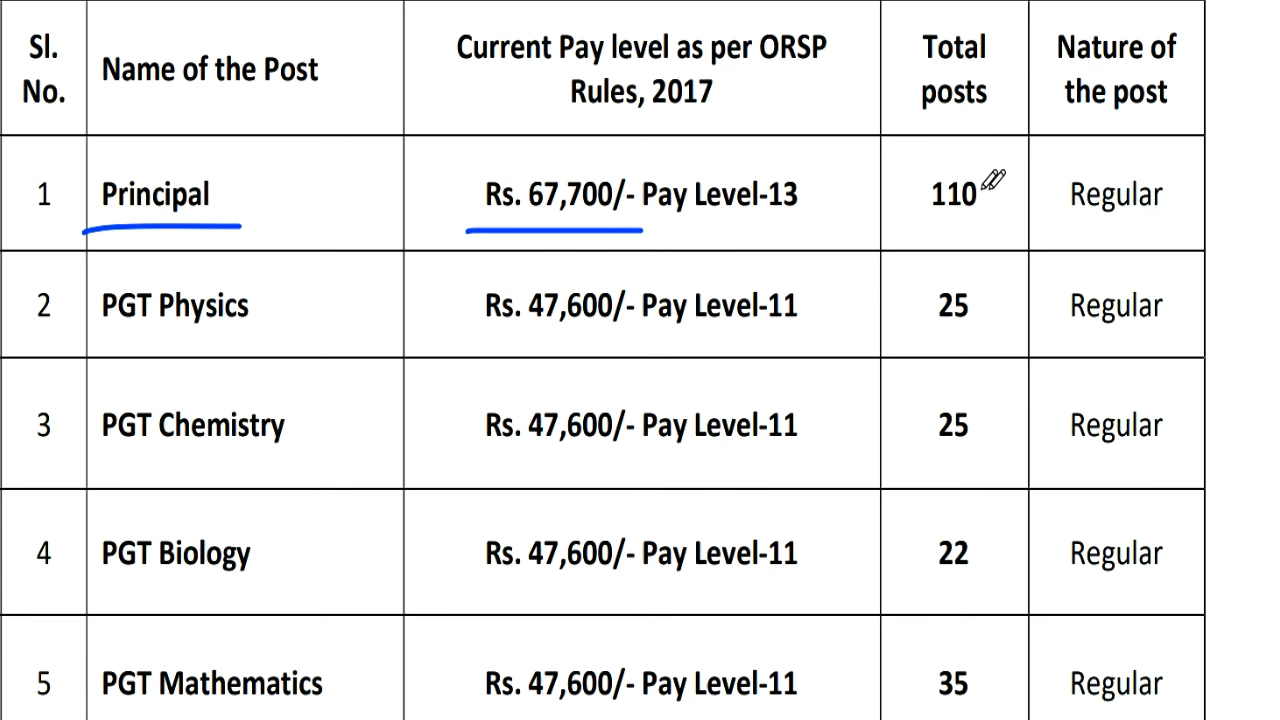 Sl. No. Name of the Post Current Pay level as per ORSP Rules, 2017 Total posts Nature of the post
1 Principal Rs. 67,700/- Pay Level-13 110 Regular
2 PGT Physics Rs. 47,600/- Pay Level-11 25 Regular
3 PGT Chemistry Rs. 47,600/- Pay Level-11 25 Regular
4 PGT Biology Rs. 47,600/- Pay Level-11 22 Regular
5 PGT Mathematics Rs. 47,600/- Pay Level-11 35 Regular